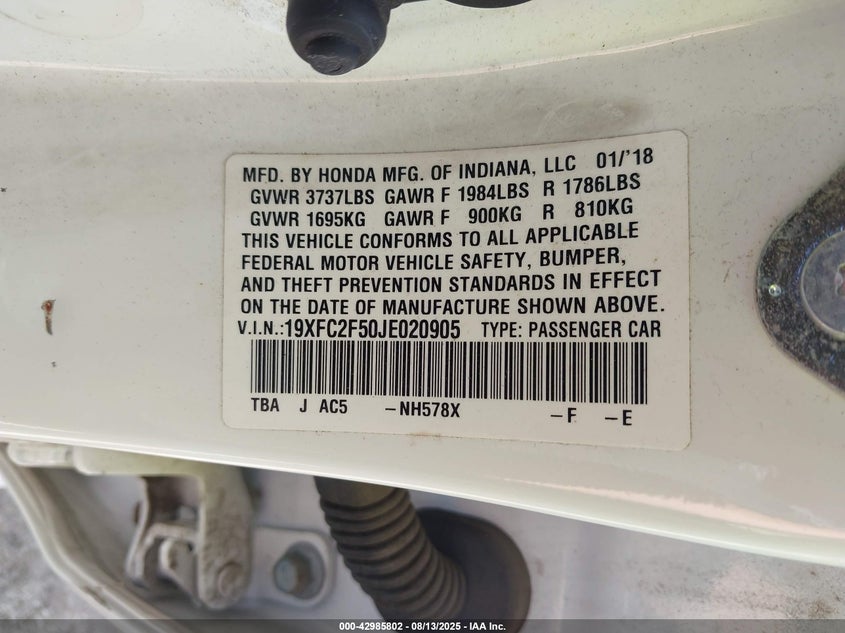 MFD. BY HONDA MFG. OF INDIANA, LLC 01/'18
GVWR 3737LBS GAWR F 1984LBS R 1786LBS
GVWR 1695KG GAWR F 900KG R 810KG
THIS VEHICLE CONFORMS TO ALL APPLICABLE
FEDERAL MOTOR VEHICLE SAFETY, BUMPER,
AND THEFT PREVENTION STANDARDS IN EFFECT
ON THE DATE OF MANUFACTURE SHOWN ABOVE.
V.I.N.:19XFC2F50JE020905 TYPE: PASSENGER CAR
TBA J AC5 -NH578X -F -E
000-42985802 - 08/13/2025 - IAA Inc.